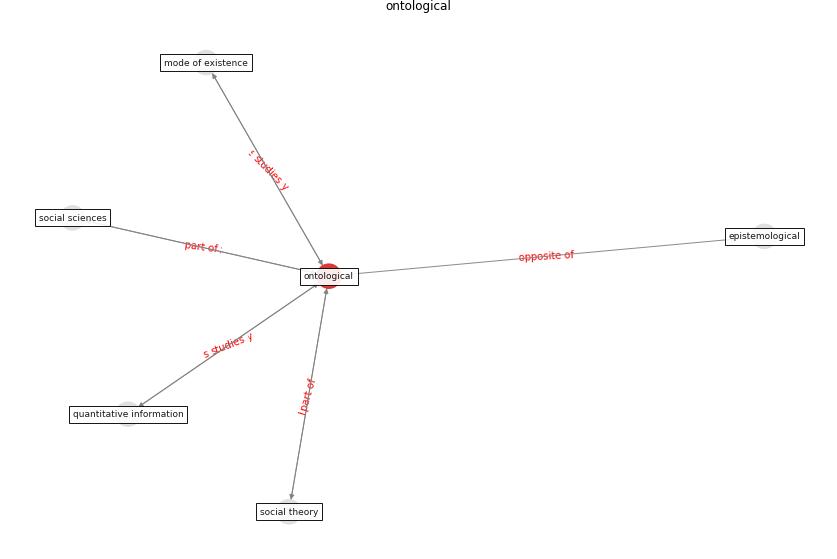 ontological
mode of existence
studies
social sciences
part of
epistemological
opposite of
ontological
studies
quantitative information
part of
social theory